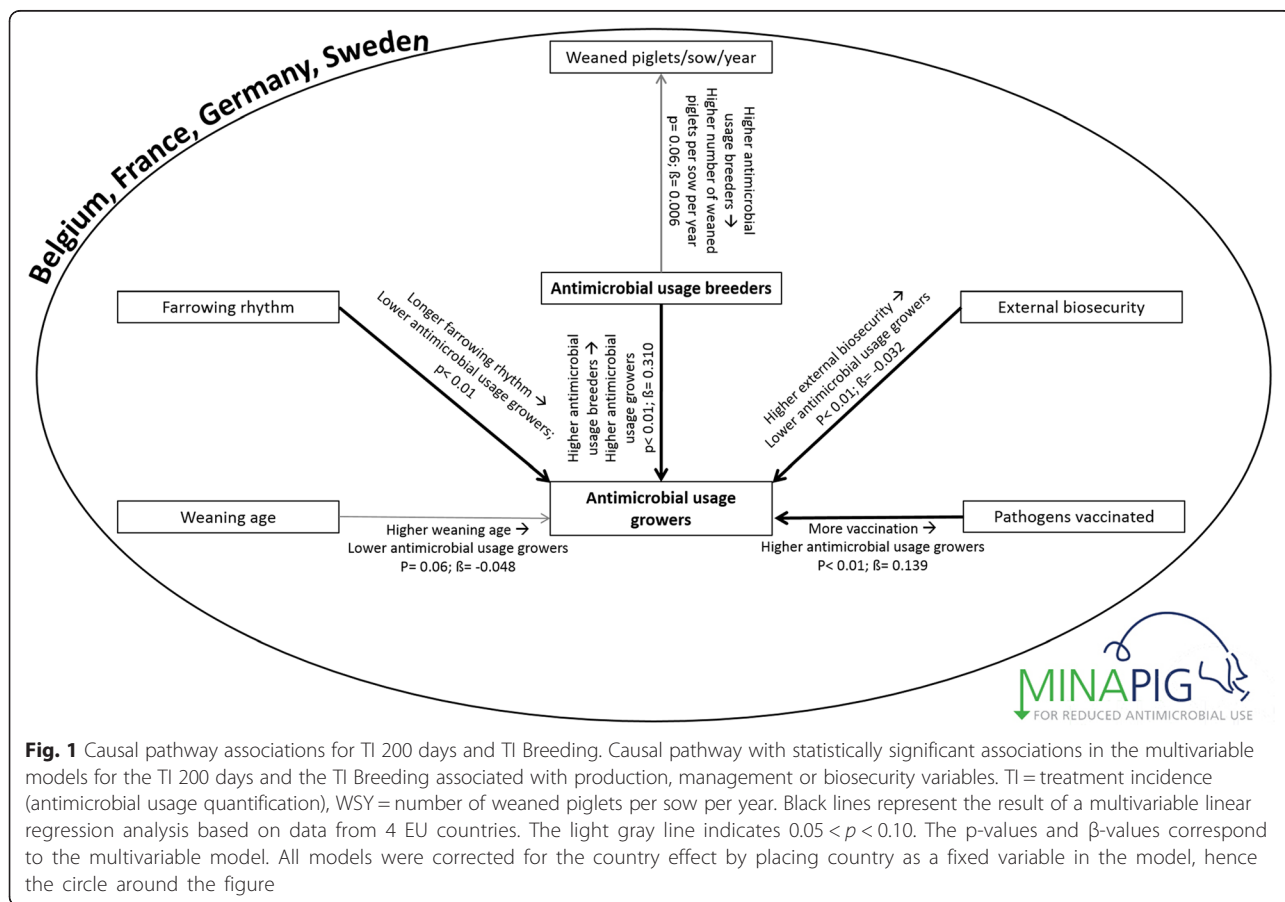 Belgium, France, Germany, Sweden
Weaned piglets/sow/year
Higher antimicrobial
usage breeders →
Higher number of weaned
piglets per sow per year
p= 0.06; ß= 0.006
Antimicrobial usage breeders
Farrowing rhythm
External biosecurity
Longer farrowing rhythm →
Lower antimicrobial usage growers;
p< 0.01
Higher antimicrobial
usage breeders →
Higher antimicrobial
usage growers
p< 0.01; ß= 0.310
Higher external biosecurity →
Lower antimicrobial usage growers
P< 0.01; ß= -0.032
Antimicrobial usage
growers
Weaning age
Higher weaning age →
Lower antimicrobial usage growers
P= 0.06; ß= -0.048
Pathogens vaccinated
More vaccination →
Higher antimicrobial usage growers
P< 0.01; ß= 0.139
MINAPIG
FOR REDUCED ANTIMICROBIAL USE
Fig. 1 Causal pathway associations for TI 200 days and TI Breeding. Causal pathway with statistically significant associations in the multivariable
models for the TI 200 days and the TI Breeding associated with production, management or biosecurity variables. TI = treatment incidence
(antimicrobial usage quantification), WSY = number of weaned piglets per sow per year. Black lines represent the result of a multivariable linear
regression analysis based on data from 4 EU countries. The light gray line indicates 0.05 < p < 0.10. The p-values and β-values correspond
to the multivariable model. All models were corrected for the country effect by placing country as a fixed variable in the model, hence
the circle around the figure